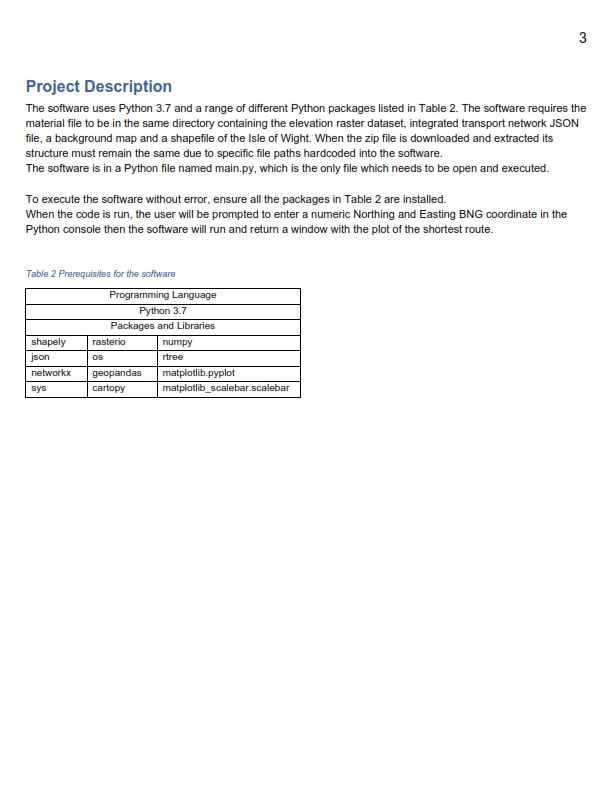 3
Project Description
The software uses Python 3.7 and a range of different Python packages listed in Table 2. The software requires the
material file to be in the same directory containing the elevation raster dataset, integrated transport network JSON
file, a background map and a shapefile of the Isle of Wight. When the zip file is downloaded and extracted its
structure must remain the same due to specific file paths hardcoded into the software.
The software is in a Python file named main.py, which is the only file which needs to be open and executed.
To execute the software without error, ensure all the packages in Table 2 are installed.
When the code is run, the user will be prompted to enter a numeric Northing and Easting BNG coordinate in the
Python console then the software will run and return a window with the plot of the shortest route.
Table 2 Prerequisites for the software
Programming Language
Python 3.7
Packages and Libraries
shapely rasterio numpy
json os rtree
networkx geopandas matplotlib.pyplot
sys cartopy matplotlib_scalebar.scalebar